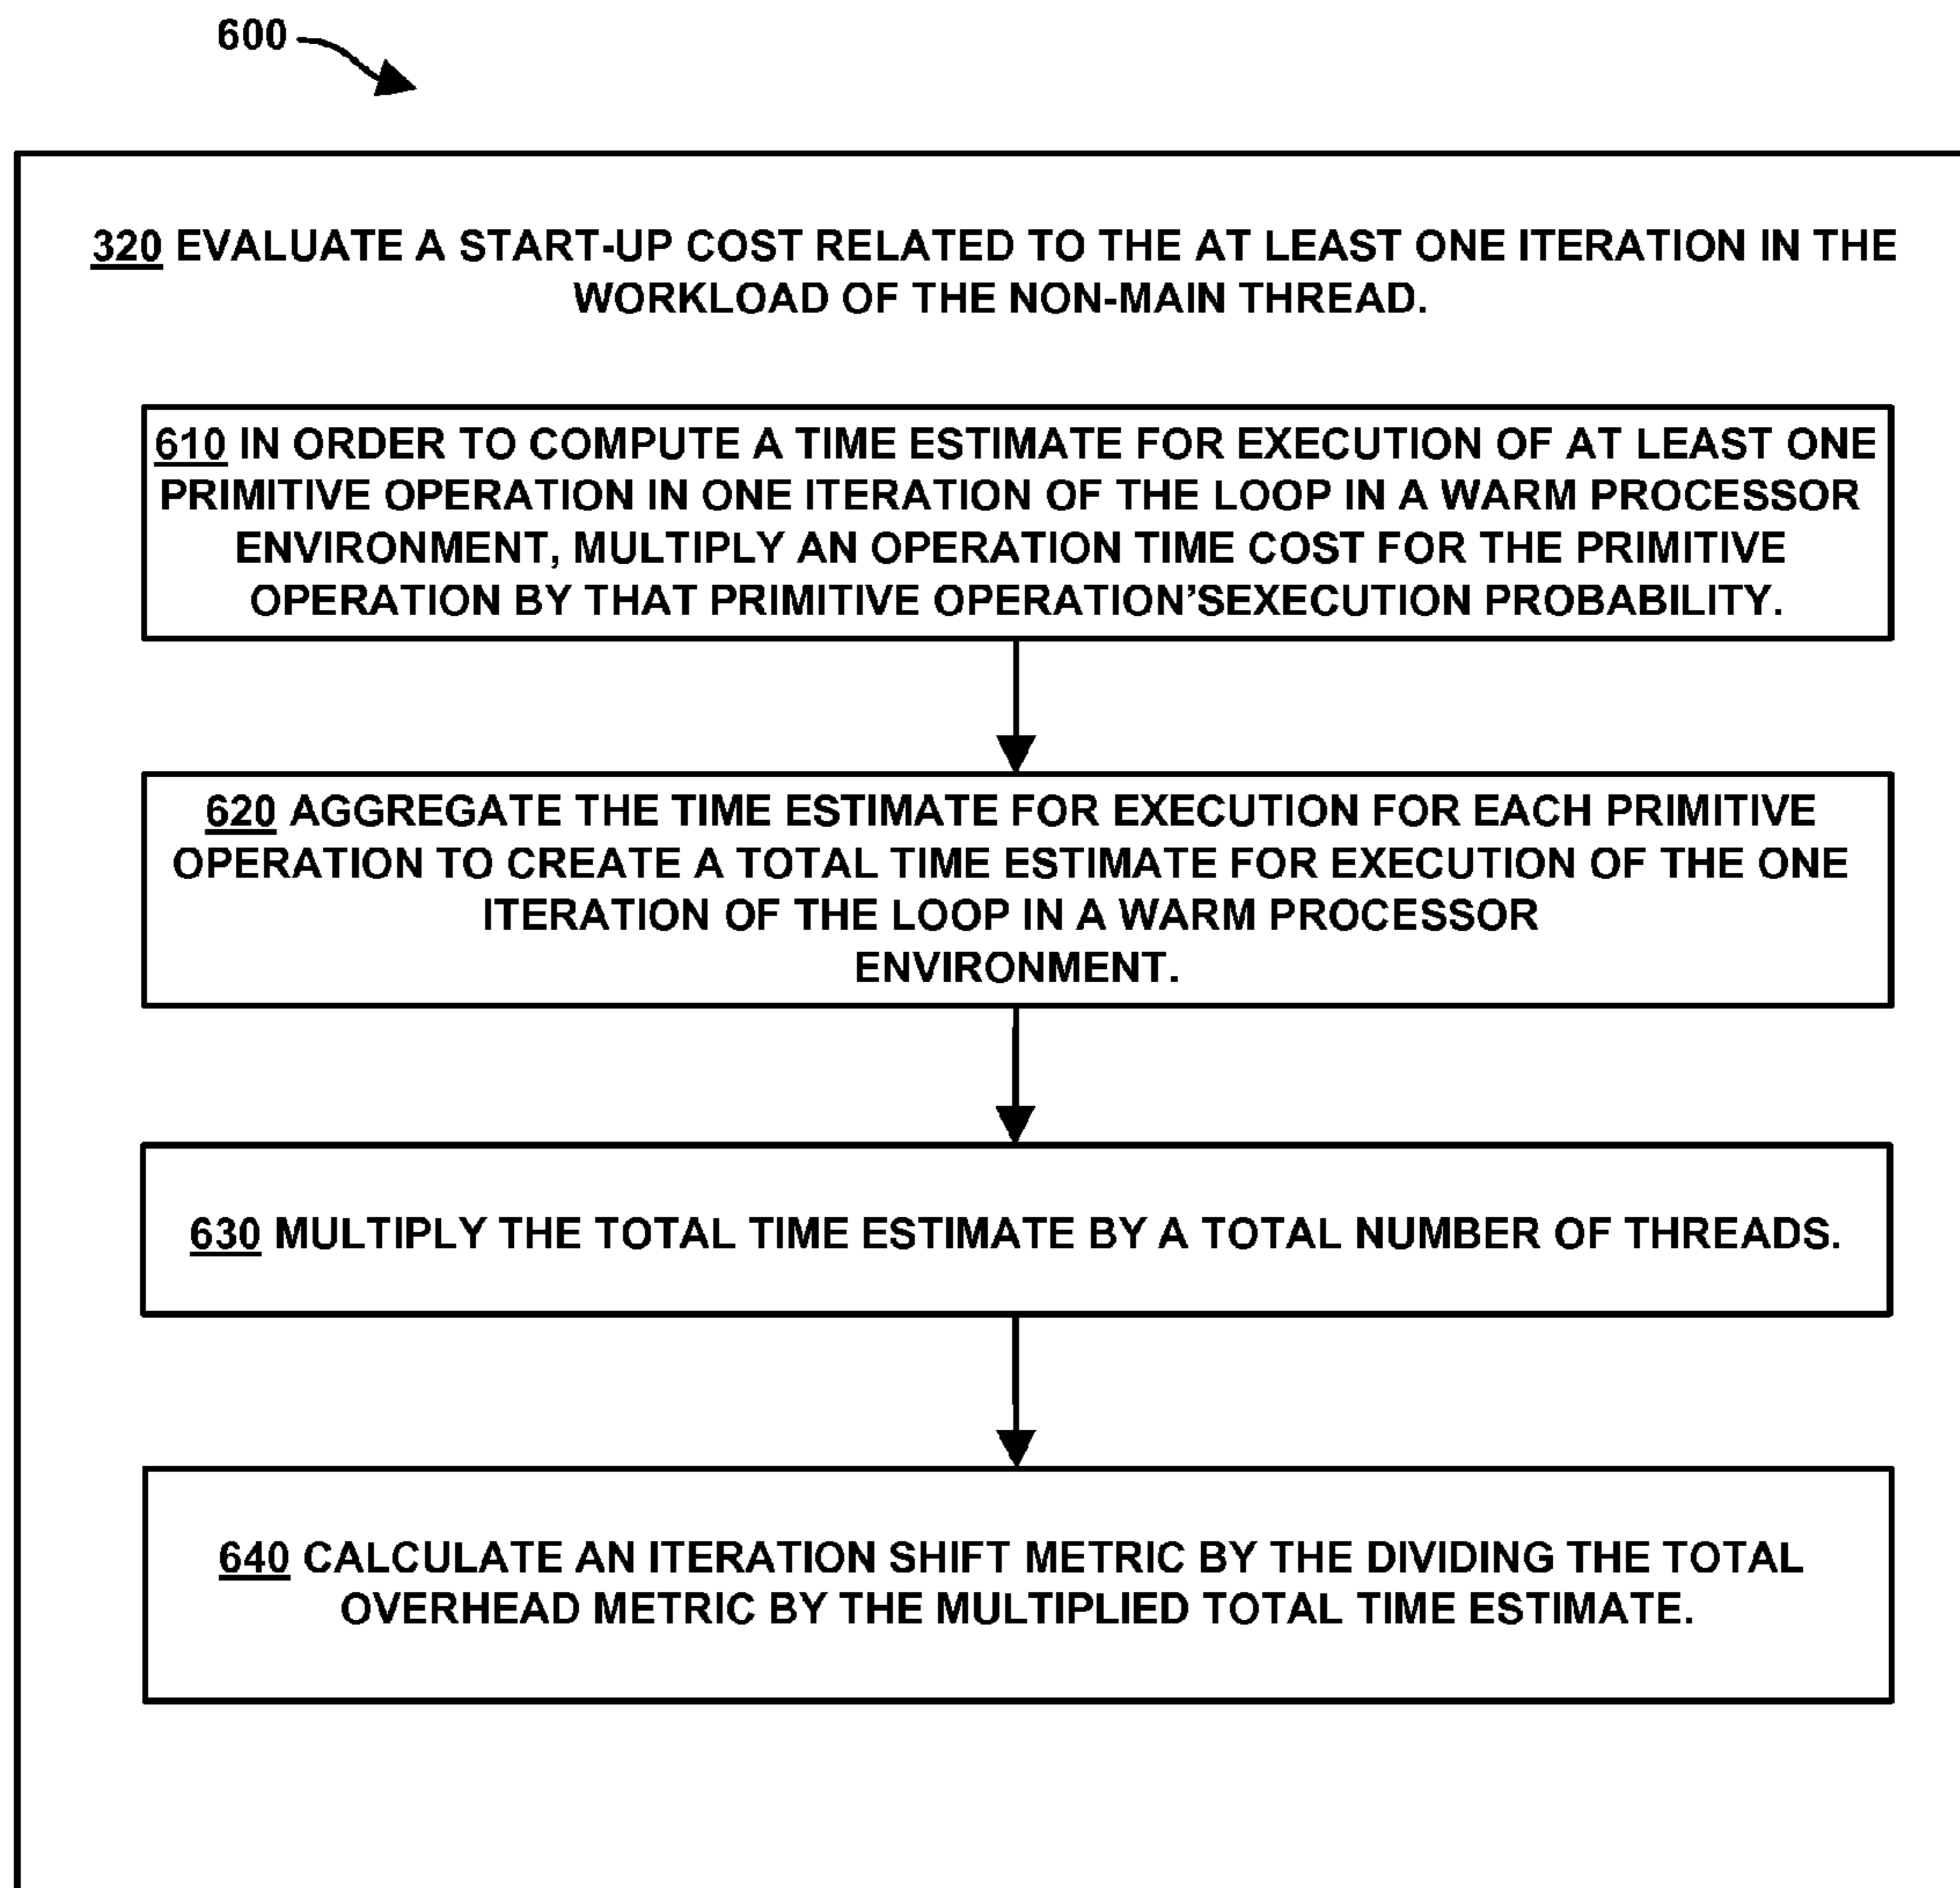 600
320 EVALUATE A START-UP COST RELATED TO THE AT LEAST ONE ITERATION IN THE
WORKLOAD OF THE NON-MAIN THREAD.
610 IN ORDER TO COMPUTE A TIME ESTIMATE FOR EXECUTION OF AT LEAST ONE
PRIMITIVE OPERATION IN ONE ITERATION OF THE LOOP IN A WARM PROCESSOR
ENVIRONMENT, MULTIPLY AN OPERATION TIME COST FOR THE PRIMITIVE
OPERATION BY THAT PRIMITIVE OPERATION’SEXECUTION PROBABILITY.
620 AGGREGATE THE TIME ESTIMATE FOR EXECUTION FOR EACH PRIMITIVE
OPERATION TO CREATE A TOTAL TIME ESTIMATE FOR EXECUTION OF THE ONE
ITERATION OF THE LOOP IN A WARM PROCESSOR
ENVIRONMENT.
630 MULTIPLY THE TOTAL TIME ESTIMATE BY A TOTAL NUMBER OF THREADS.
640 CALCULATE AN ITERATION SHIFT METRIC BY THE DIVIDING THE TOTAL
OVERHEAD METRIC BY THE MULTIPLIED TOTAL TIME ESTIMATE.